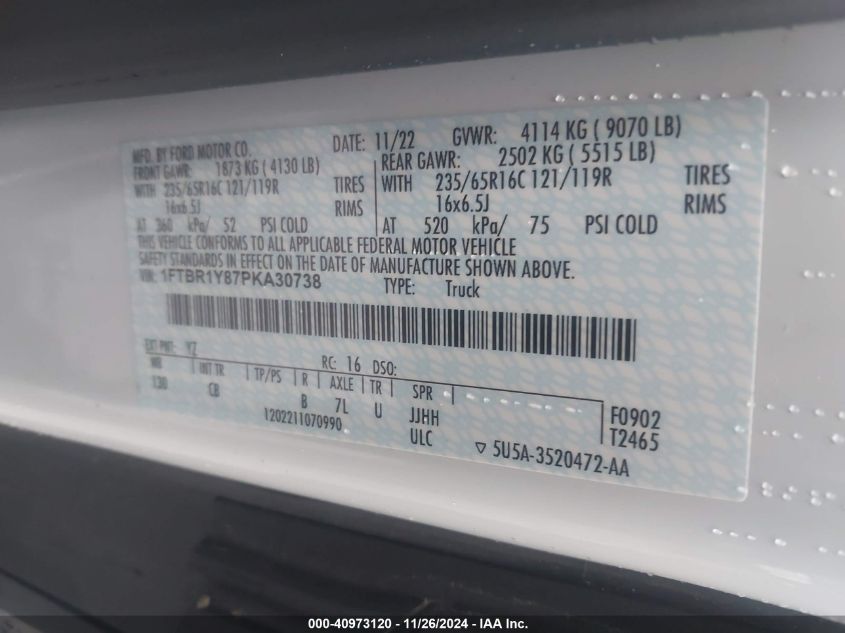 MFD. BY FORD MOTOR CO.
DATE: 11/22 GVWR: 4114 KG ( 9070 LB)
FRONT GAWR: 1873 KG ( 4130 LB)
REAR GAWR: 2502 KG ( 5515 LB)
WITH 235/65R16C 121/119R TIRES
WITH 235/65R16C 121/119R TIRES
16x6.5J RIMS
16x6.5J RIMS
AT 360 kPa/ 52 PSI COLD
AT 520 kPa/ 75 PSI COLD
THIS VEHICLE CONFORMS TO ALL APPLICABLE FEDERAL MOTOR VEHICLE
SAFETY STANDARDS IN EFFECT ON THE DATE OF MANUFACTURE SHOWN ABOVE.
VIN: 1FTBR1Y87PKA30738
TYPE: Truck
EXT PNT: YZ
RC: 16 DSO:
WB INT TR TP/PS R AXLE TR SPR
130 CB B 7L U JJHH
1202211070990 ULC
F0902
T2465
▽ 5U5A-3520472-AA
000-40973120 - 11/26/2024 - IAA Inc.